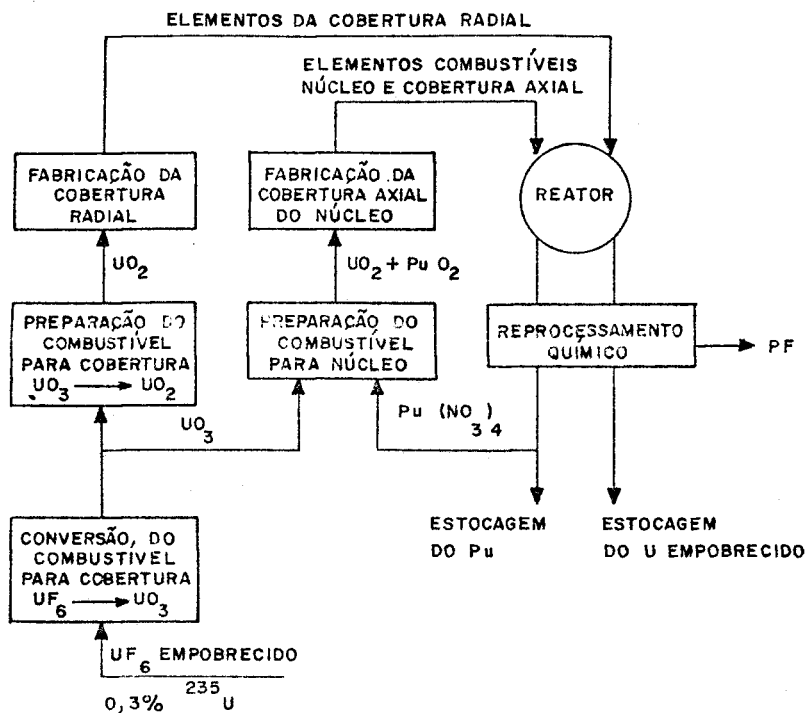 ELEMENTOS DA COBERTURA RADIAL
ELEMENTOS COMBUSTÍVEIS
NÚCLEO E COBERTURA AXIAL
FABRICAÇÃO DA
COBERTURA
RADIAL
FABRICAÇÃO DA
COBERTURA AXIAL
DO NÚCLEO
REATOR
UO2
UO2 + PuO2
PREPARAÇÃO DO
COMBUSTÍVEL
PARA COBERTURA
UO3 → UO2
PREPARAÇÃO DO
COMBUSTÍVEL
PARA NÚCLEO
REPROCESSAMENTO
QUÍMICO
PF
UO3
Pu (NO3)4
CONVERSÃO, DO
COMBUSTIVEL
PARA COBERTURA
UF6 → UO3
ESTOCAGEM
DO Pu
ESTOCAGEM
DO U EMPOBRECIDO
UF6 EMPOBRECIDO
0,3% 235U